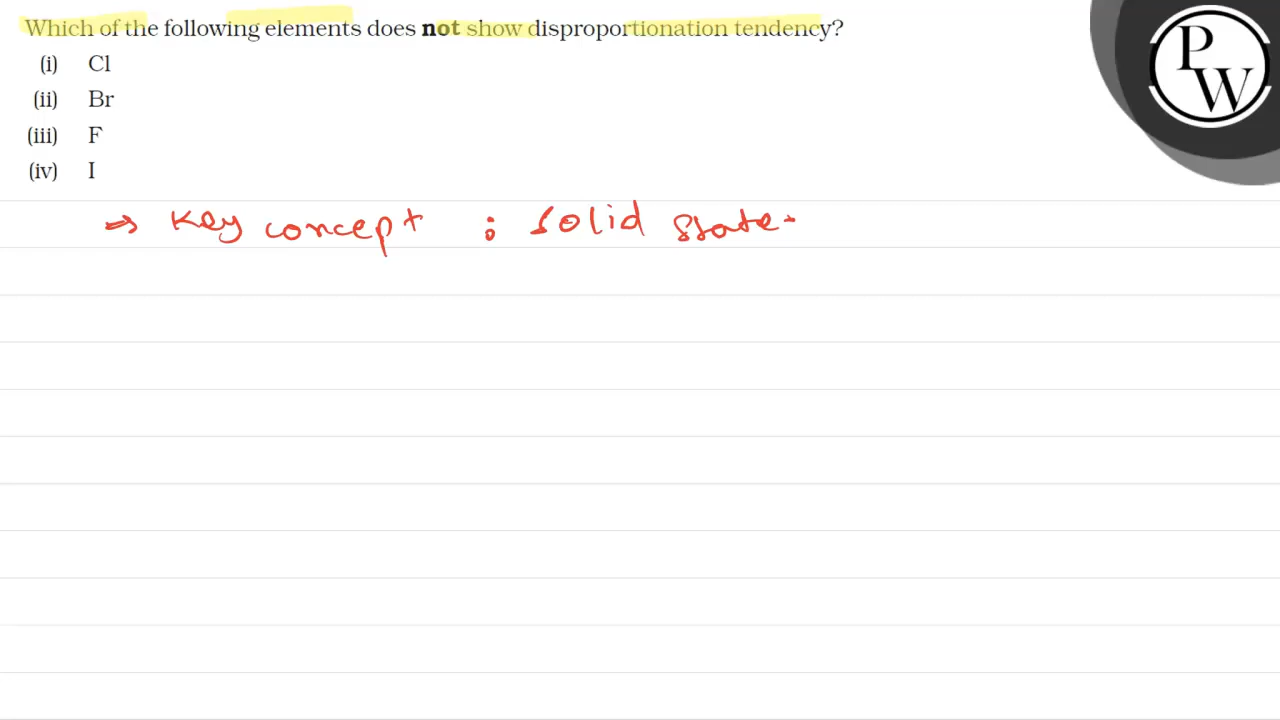 Which of the following elements does not show disproportionation tendency?
(i) Cl
(ii) Br
(iii) F
(iv) I
⇒ Key concept : Solid state-
PW